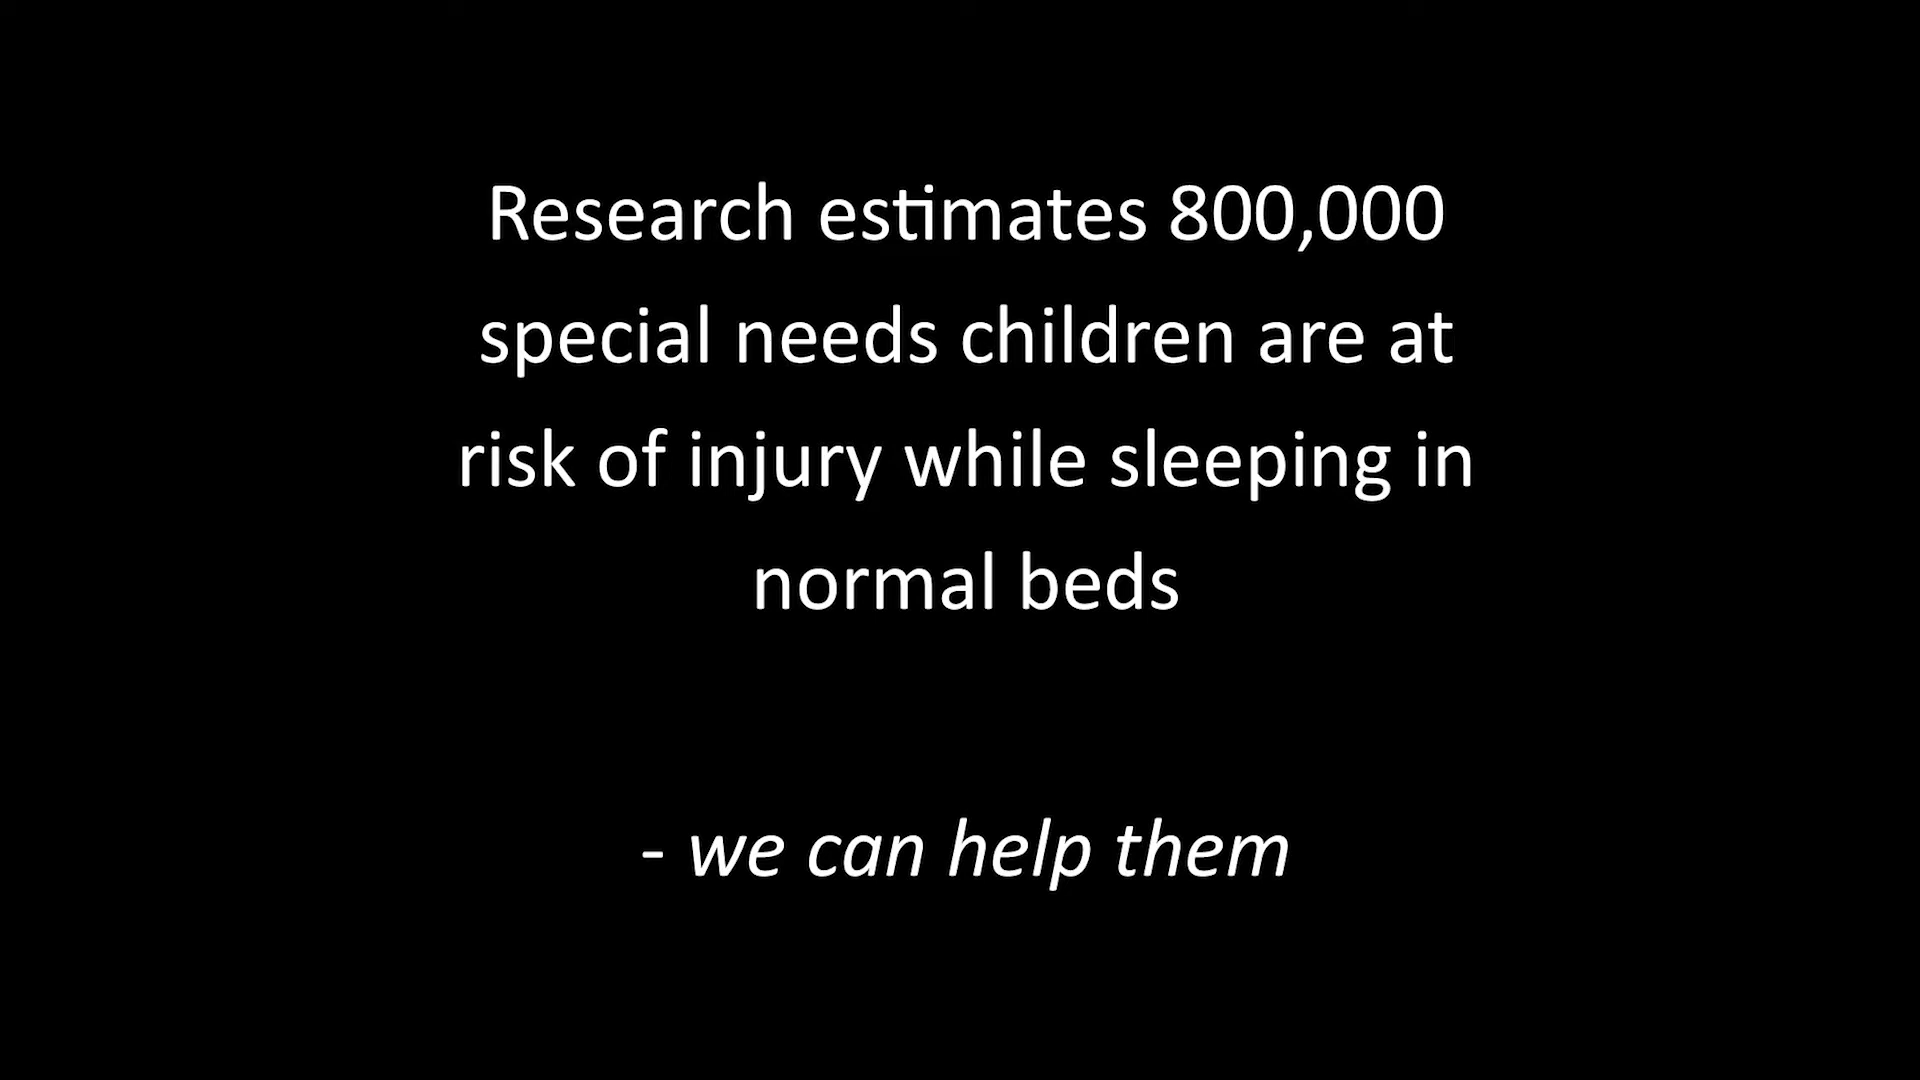 Research estimates 800,000
special needs children are at
risk of injury while sleeping in
normal beds
- we can help them